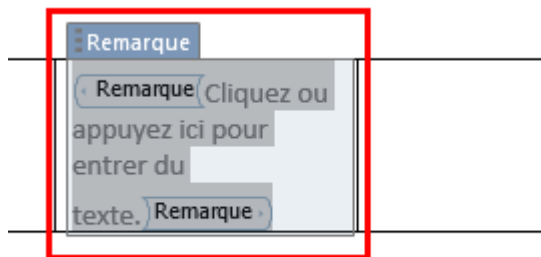 Remarque
Remarque Cliquez ou
appuyez ici pour
entrer du
texte. Remarque